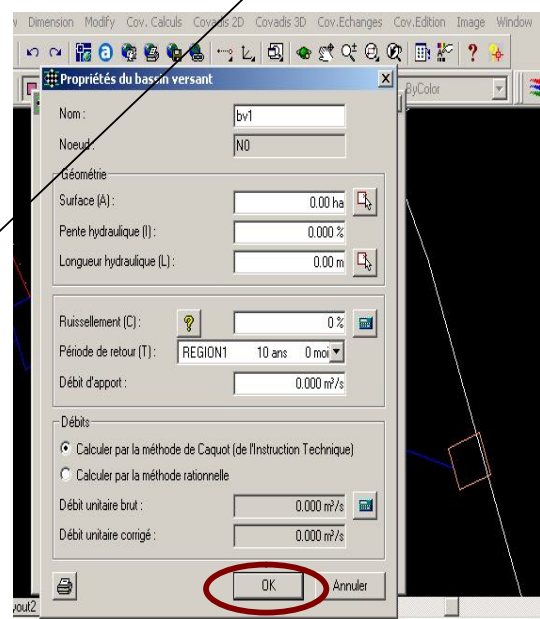 Dimension Modify Cov. Calculs Covadis 2D Covadis 3D Cov.Echanges Cov.Edition Image Window
Propriétés du bassin versant
ByColor
Nom :
bv1
Noeud :
N0
Géométrie
Surface (A) :
0.00 ha
Pente hydraulique (I) :
0.000 %
Longueur hydraulique (L) :
0.00 m
Ruissellement (C) :
0 %
Période de retour (T) :
REGION1 10 ans 0 moi
Débit d'apport :
0.000 m³/s
Débits
Calculer par la méthode de Caquot (de l'Instruction Technique)
Calculer par la méthode rationnelle
Débit unitaire brut :
0.000 m³/s
Débit unitaire corrigé :
0.000 m³/s
OK
Annuler
yout2